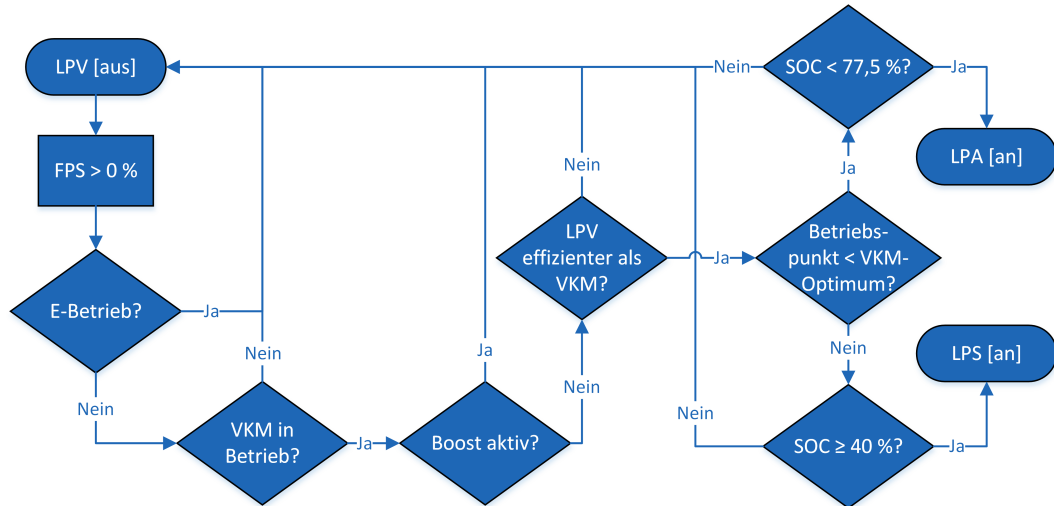 LPV [aus]
FPS > 0 %
E-Betrieb?
Ja
Nein
VKM in
Betrieb?
Nein
Ja
Boost aktiv?
Ja
Nein
LPV
effizienter als
VKM?
Nein
Ja
Betriebs-
punkt < VKM-
Optimum?
Ja
Nein
SOC < 77,5 %?
Nein
Ja
LPA [an]
SOC ≥ 40 %?
Nein
Ja
LPS [an]